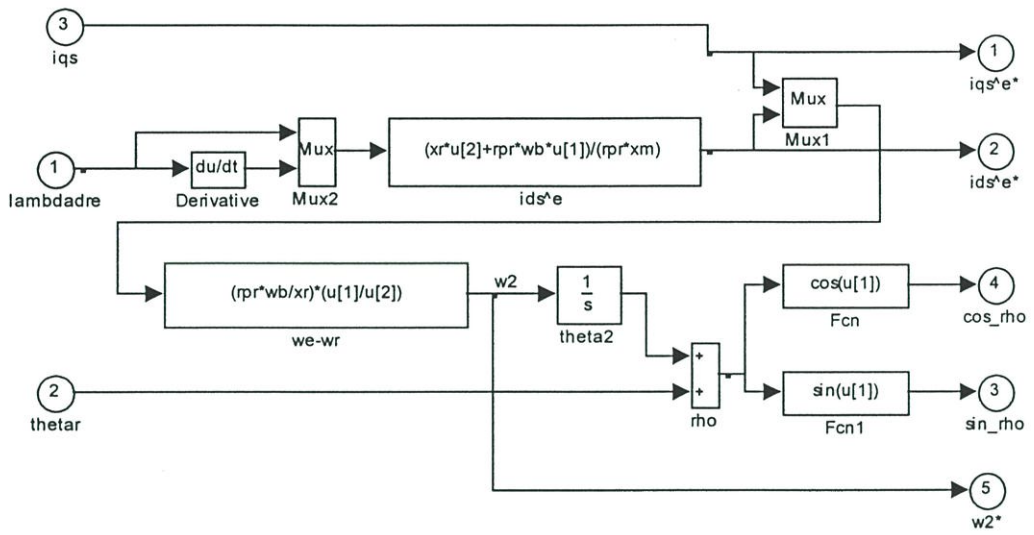 3
iqs
1
iqs^e*
Mux
Mux1
1
lambdadre
du/dt
Derivative
Mux
Mux2
(xr*u[2]+rpr*wb*u[1])/(rpr*xm)
ids^e
2
ids^e*
(rpr*wb/xr)*(u[1]/u[2])
we-wr
w2
1
s
theta2
cos(u[1])
Fcn
4
cos_rho
2
thetar
+
+
rho
sin(u[1])
Fcn1
3
sin_rho
5
w2*